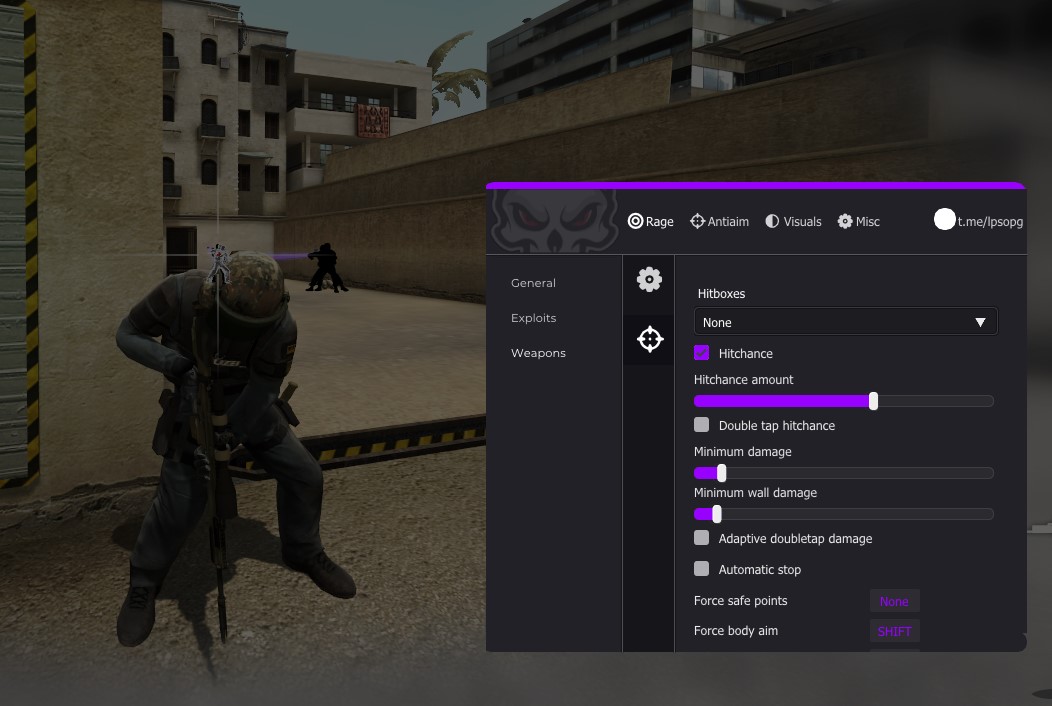 Rage Antiaim Visuals Misc t.me/lpsopg
General
Exploits
Weapons
Hitboxes
None
Hitchance
Hitchance amount
Double tap hitchance
Minimum damage
Minimum wall damage
Adaptive doubletap damage
Automatic stop
Force safe points None
Force body aim SHIFT